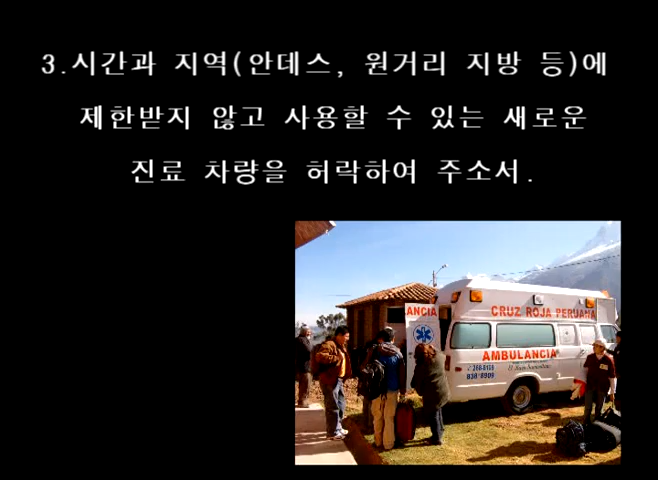 3.시간과 지역(안데스, 원거리 지방 등)에
제한받지 않고 사용할 수 있는 새로운
진료 차량을 허락하여 주소서.
ANCIA
CRUZ ROJA PERUANA
AMBULANCIA